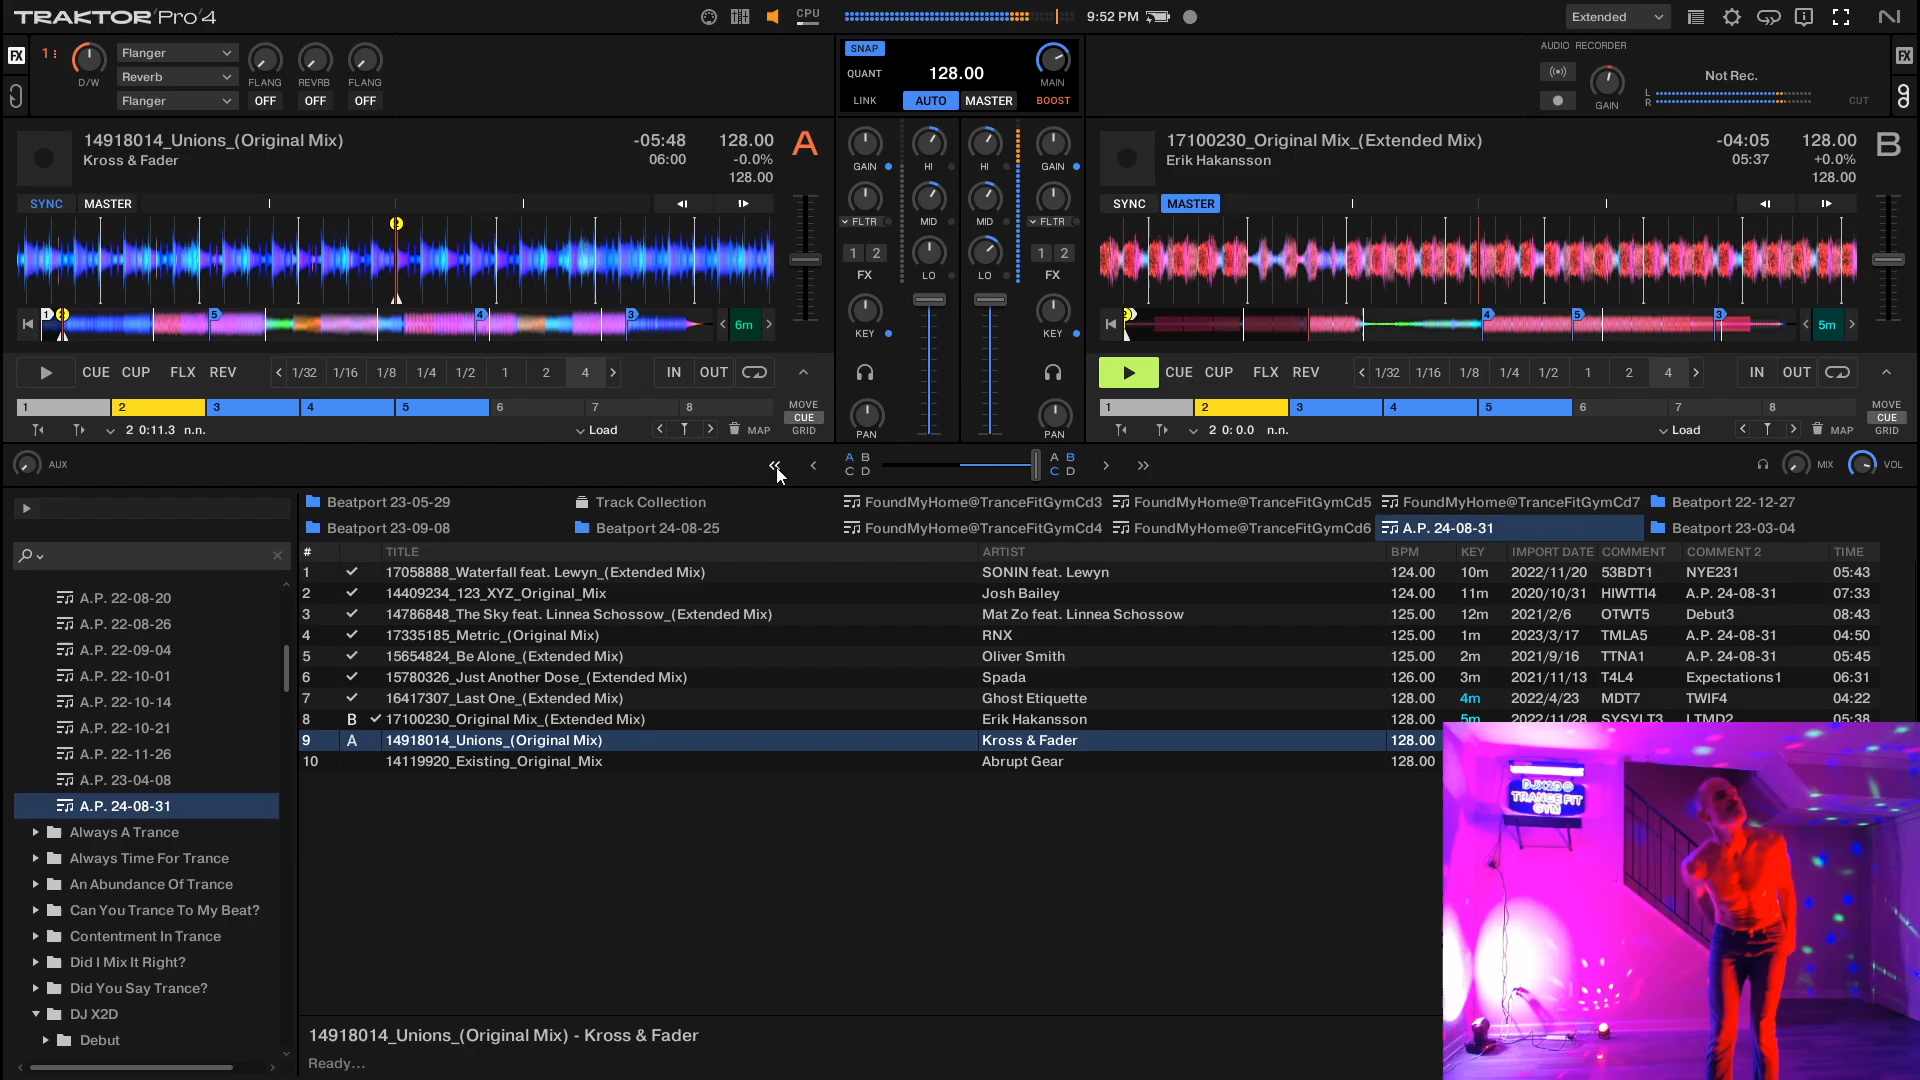 TRAKTOR Pro 4
CPU
9:52 PM
Extended
FX
1
D/W
Flanger
Reverb
Flanger
FLANG
REVRB
FLANG
OFF
OFF
OFF
SNAP
QUANT
128.00
MAIN
LINK
AUTO
MASTER
BOOST
AUDIO RECORDER
GAIN
Not Rec.
L
R
CUT
FX
14918014_Unions_(Original Mix)
Kross & Fader
-05:48
06:00
128.00
-0.0%
128.00
A
SYNC
MASTER
GAIN
HI
HI
GAIN
FLTR
MID
MID
FLTR
1 2
LO
LO
1 2
FX
FX
KEY
KEY
PAN
PAN
17100230_Original Mix_(Extended Mix)
Erik Hakansson
-04:05
05:37
128.00
+0.0%
128.00
B
SYNC
MASTER
1 5 4 3
6m
2 4 5 3
5m
CUE CUP FLX REV
1/32 1/16 1/8 1/4 1/2 1 2 4
IN OUT
CUE CUP FLX REV
1/32 1/16 1/8 1/4 1/2 1 2 4
IN OUT
1 2 3 4 5 6 7 8
MOVE
CUE
GRID
1 2 3 4 5 6 7 8
MOVE
CUE
GRID
2 0:11.3 n.n.
Load
MAP
2 0: 0.0 n.n.
Load
MAP
AUX
A B
C D
A B
C D
MIX
VOL
Beatport 23-05-29
Track Collection
FoundMyHome@TranceFitGymCd3
FoundMyHome@TranceFitGymCd5
FoundMyHome@TranceFitGymCd7
Beatport 22-12-27
Beatport 23-09-08
Beatport 24-08-25
FoundMyHome@TranceFitGymCd4
FoundMyHome@TranceFitGymCd6
A.P. 24-08-31
Beatport 23-03-04
# TITLE ARTIST BPM KEY IMPORT DATE COMMENT COMMENT 2 TIME
1 17058888_Waterfall feat. Lewyn_(Extended Mix) SONIN feat. Lewyn 124.00 10m 2022/11/20 53BDT1 NYE231 05:43
2 14409234_123_XYZ_Original_Mix Josh Bailey 124.00 11m 2020/10/31 HIWTTI4 A.P. 24-08-31 07:33
3 14786848_The Sky feat. Linnea Schossow_(Extended Mix) Mat Zo feat. Linnea Schossow 125.00 12m 2021/2/6 OTWT5 Debut3 08:43
4 17335185_Metric_(Original Mix) RNX 125.00 1m 2023/3/17 TMLA5 A.P. 24-08-31 04:50
5 15654824_Be Alone_(Extended Mix) Oliver Smith 125.00 2m 2021/9/16 TTNA1 A.P. 24-08-31 05:45
6 15780326_Just Another Dose_(Extended Mix) Spada 126.00 3m 2021/11/13 T4L4 Expectations1 06:31
7 16417307_Last One_(Extended Mix) Ghost Etiquette 128.00 4m 2022/4/23 MDT7 TWIF4 04:22
8 B 17100230_Original Mix_(Extended Mix) Erik Hakansson 128.00 5m 2022/11/28 SYSYLT3 LTMD2 05:38
9 A 14918014_Unions_(Original Mix) Kross & Fader 128.00
10 14119920_Existing_Original_Mix Abrupt Gear 128.00
A.P. 22-08-20
A.P. 22-08-26
A.P. 22-09-04
A.P. 22-10-01
A.P. 22-10-14
A.P. 22-10-21
A.P. 22-11-26
A.P. 23-04-08
A.P. 24-08-31
Always A Trance
Always Time For Trance
An Abundance Of Trance
Can You Trance To My Beat?
Contentment In Trance
Did I Mix It Right?
Did You Say Trance?
DJ X2D
Debut
DJX2D@
TRANCE FIT
GYM
14918014_Unions_(Original Mix) - Kross & Fader
Ready...